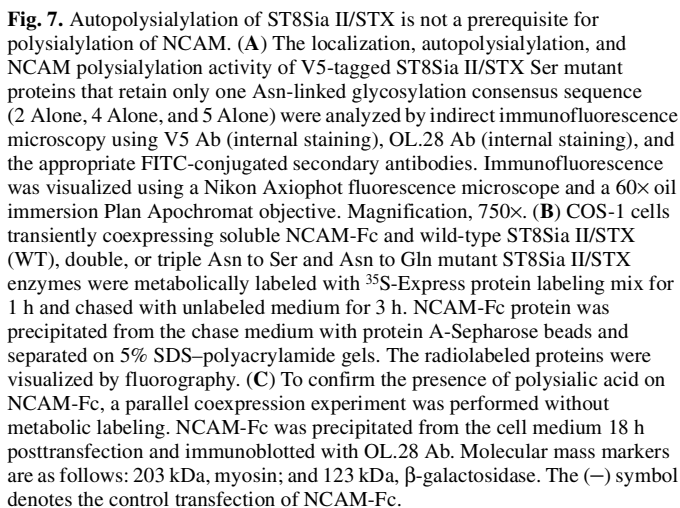 Fig. 7. Autopolysialylation of ST8Sia II/STX is not a prerequisite for
polysialylation of NCAM. (A) The localization, autopolysialylation, and
NCAM polysialylation activity of V5-tagged ST8Sia II/STX Ser mutant
proteins that retain only one Asn-linked glycosylation consensus sequence
(2 Alone, 4 Alone, and 5 Alone) were analyzed by indirect immunofluorescence
microscopy using V5 Ab (internal staining), OL.28 Ab (internal staining), and
the appropriate FITC-conjugated secondary antibodies. Immunofluorescence
was visualized using a Nikon Axiophot fluorescence microscope and a 60× oil
immersion Plan Apochromat objective. Magnification, 750×. (B) COS-1 cells
transiently coexpressing soluble NCAM-Fc and wild-type ST8Sia II/STX
(WT), double, or triple Asn to Ser and Asn to Gln mutant ST8Sia II/STX
enzymes were metabolically labeled with ³⁵S-Express protein labeling mix for
1 h and chased with unlabeled medium for 3 h. NCAM-Fc protein was
precipitated from the chase medium with protein A-Sepharose beads and
separated on 5% SDS–polyacrylamide gels. The radiolabeled proteins were
visualized by fluorography. (C) To confirm the presence of polysialic acid on
NCAM-Fc, a parallel coexpression experiment was performed without
metabolic labeling. NCAM-Fc was precipitated from the cell medium 18 h
posttransfection and immunoblotted with OL.28 Ab. Molecular mass markers
are as follows: 203 kDa, myosin; and 123 kDa, β-galactosidase. The (−) symbol
denotes the control transfection of NCAM-Fc.